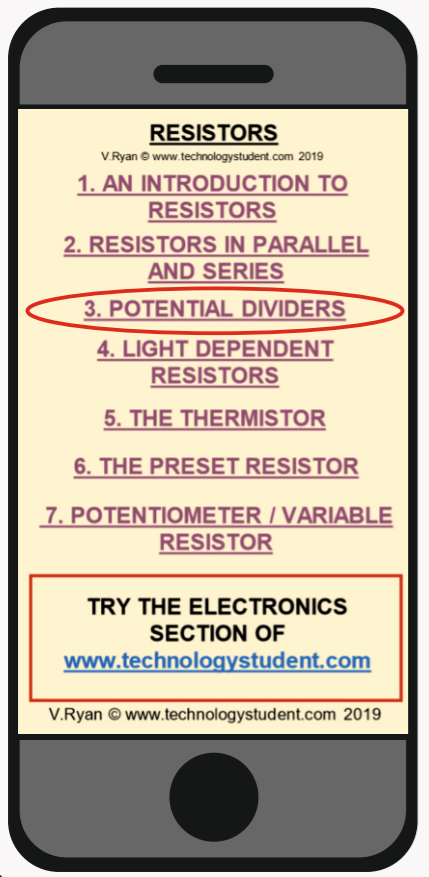 RESISTORS
V.Ryan © www.technologystudent.com 2019
1. AN INTRODUCTION TO
RESISTORS
2. RESISTORS IN PARALLEL
AND SERIES
3. POTENTIAL DIVIDERS
4. LIGHT DEPENDENT
RESISTORS
5. THE THERMISTOR
6. THE PRESET RESISTOR
7. POTENTIOMETER / VARIABLE
RESISTOR
TRY THE ELECTRONICS
SECTION OF
www.technologystudent.com
V.Ryan © www.technologystudent.com 2019